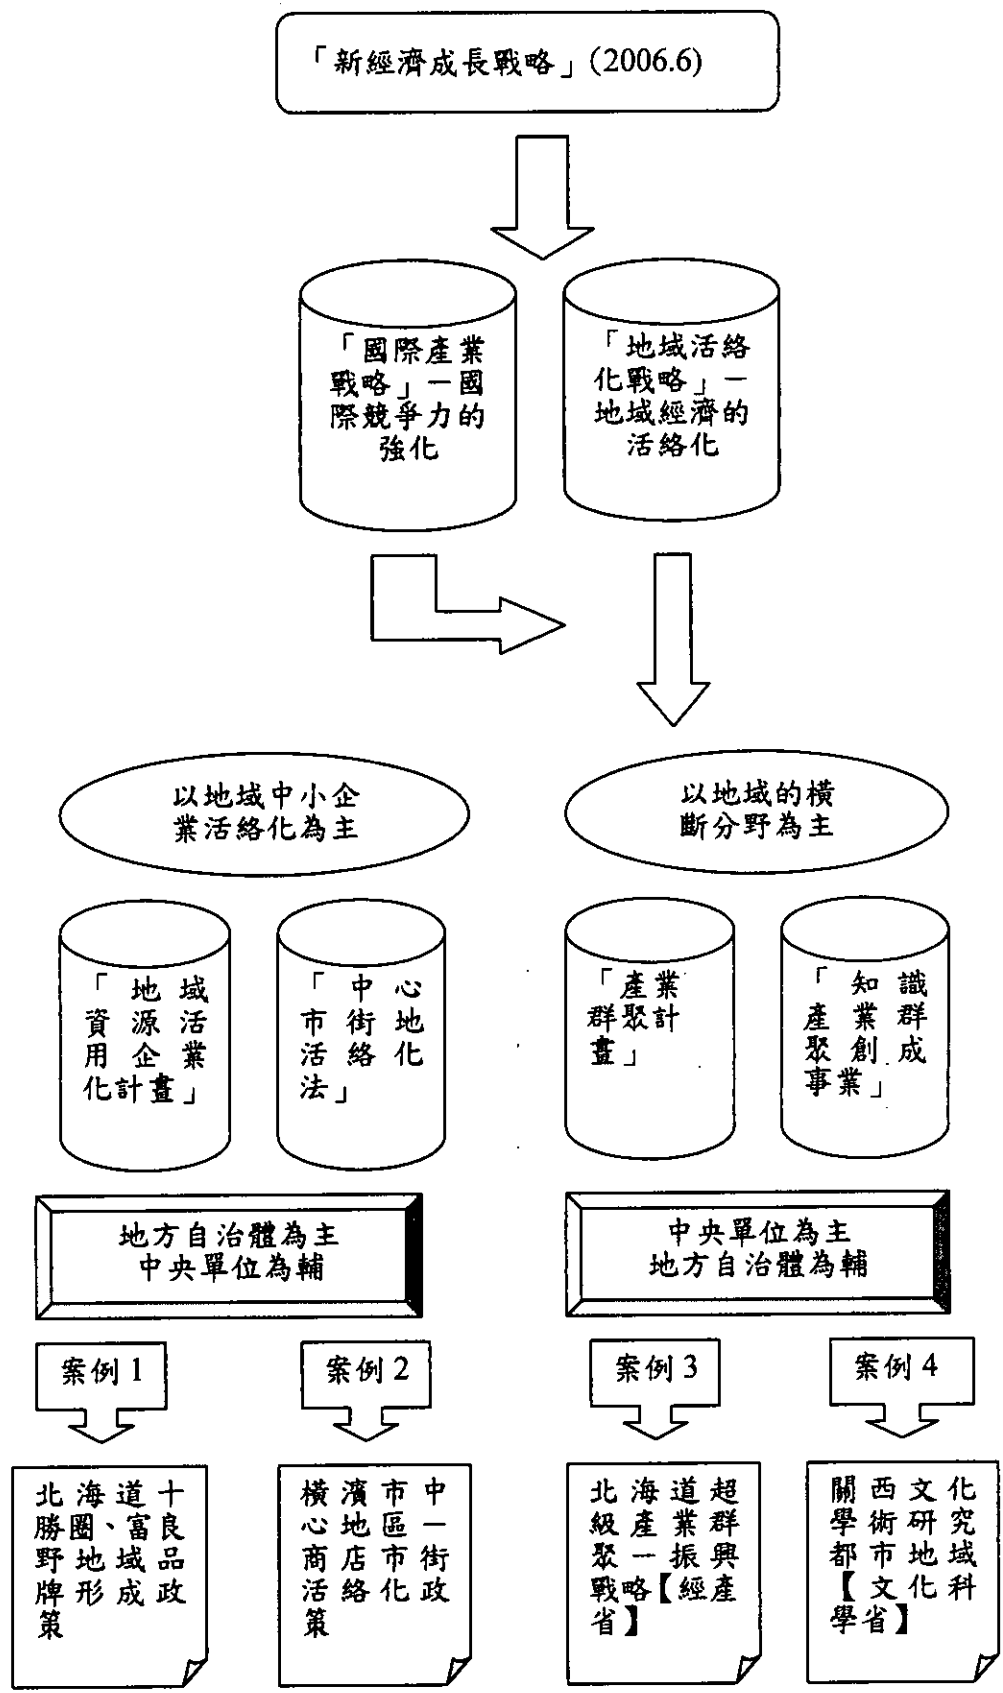 「新經濟成長戰略」(2006.6)
「國際產業
戰略」－國
際競爭力的
強化
「地域活絡
化戰略」－
地域經濟的
活絡化
以地域中小企
業活絡化為主
以地域的橫
斷分野為主
「地域
資源活
用企業
化計畫」
「中心
市街地
活絡化
法」
「產業
群聚計
畫」
「知識
產業群
聚創成
事業」
地方自治體為主
中央單位為輔
中央單位為主
地方自治體為輔
案例 1
案例 2
案例 3
案例 4
北海道十
勝圈、富良
野地域品
牌形成政
策
橫濱市中
心地區－
商店市街
活絡化政
策
北海道超
級產業群
聚－振興
戰略【經產
省】
關西文化
學術研究
都市地域
【文化科
學省】